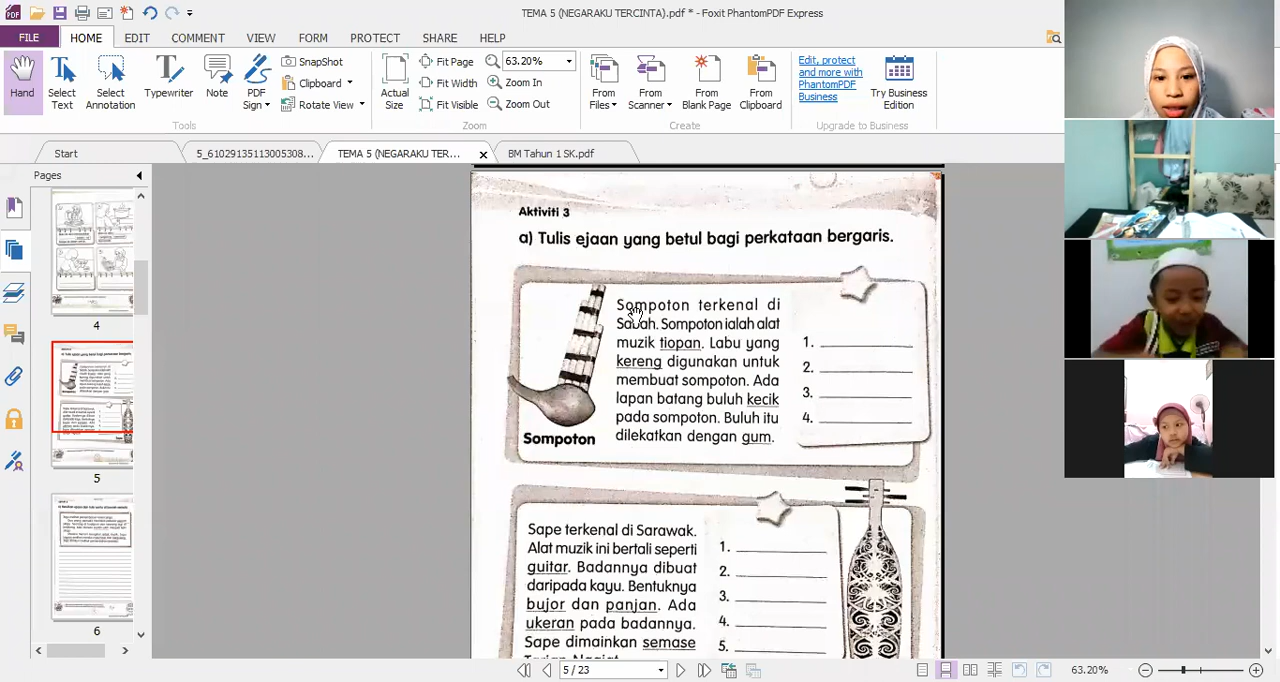 TEMA 5 (NEGARAKU TERCINTA).pdf * - Foxit PhantomPDF Express
FILE HOME EDIT COMMENT VIEW FORM PROTECT SHARE HELP
Hand
Select Text
Select Annotation
Typewriter
Note
PDF Sign
SnapShot
Clipboard
Rotate View
Tools
Actual Size
Fit Page
Fit Width
Fit Visible
63.20%
Zoom In
Zoom Out
Zoom
From Files
From Scanner
From Blank Page
From Clipboard
Create
Edit, protect
and more with
PhantomPDF
Business
Try Business Edition
Upgrade to Business
Start
5_61029135113005308...
TEMA 5 (NEGARAKU TER...
BM Tahun 1 SK.pdf
Pages
4
5
6
Aktiviti 3
a) Tulis ejaan yang betul bagi perkataan bergaris.
Sompoton terkenal di
Sabah. Sompoton ialah alat
muzik tiopan. Labu yang
kereng digunakan untuk
membuat sompoton. Ada
lapan batang buluh kecik
pada sompoton. Buluh itu
dilekatkan dengan gum.
Sompoton
1.
2.
3.
4.
Sape terkenal di Sarawak.
Alat muzik ini bertali seperti
guitar. Badannya dibuat
daripada kayu. Bentuknya
bujor dan panjan. Ada
ukeran pada badannya.
Sape dimainkan semase
1.
2.
3.
4.
5.
5 / 23
63.20%